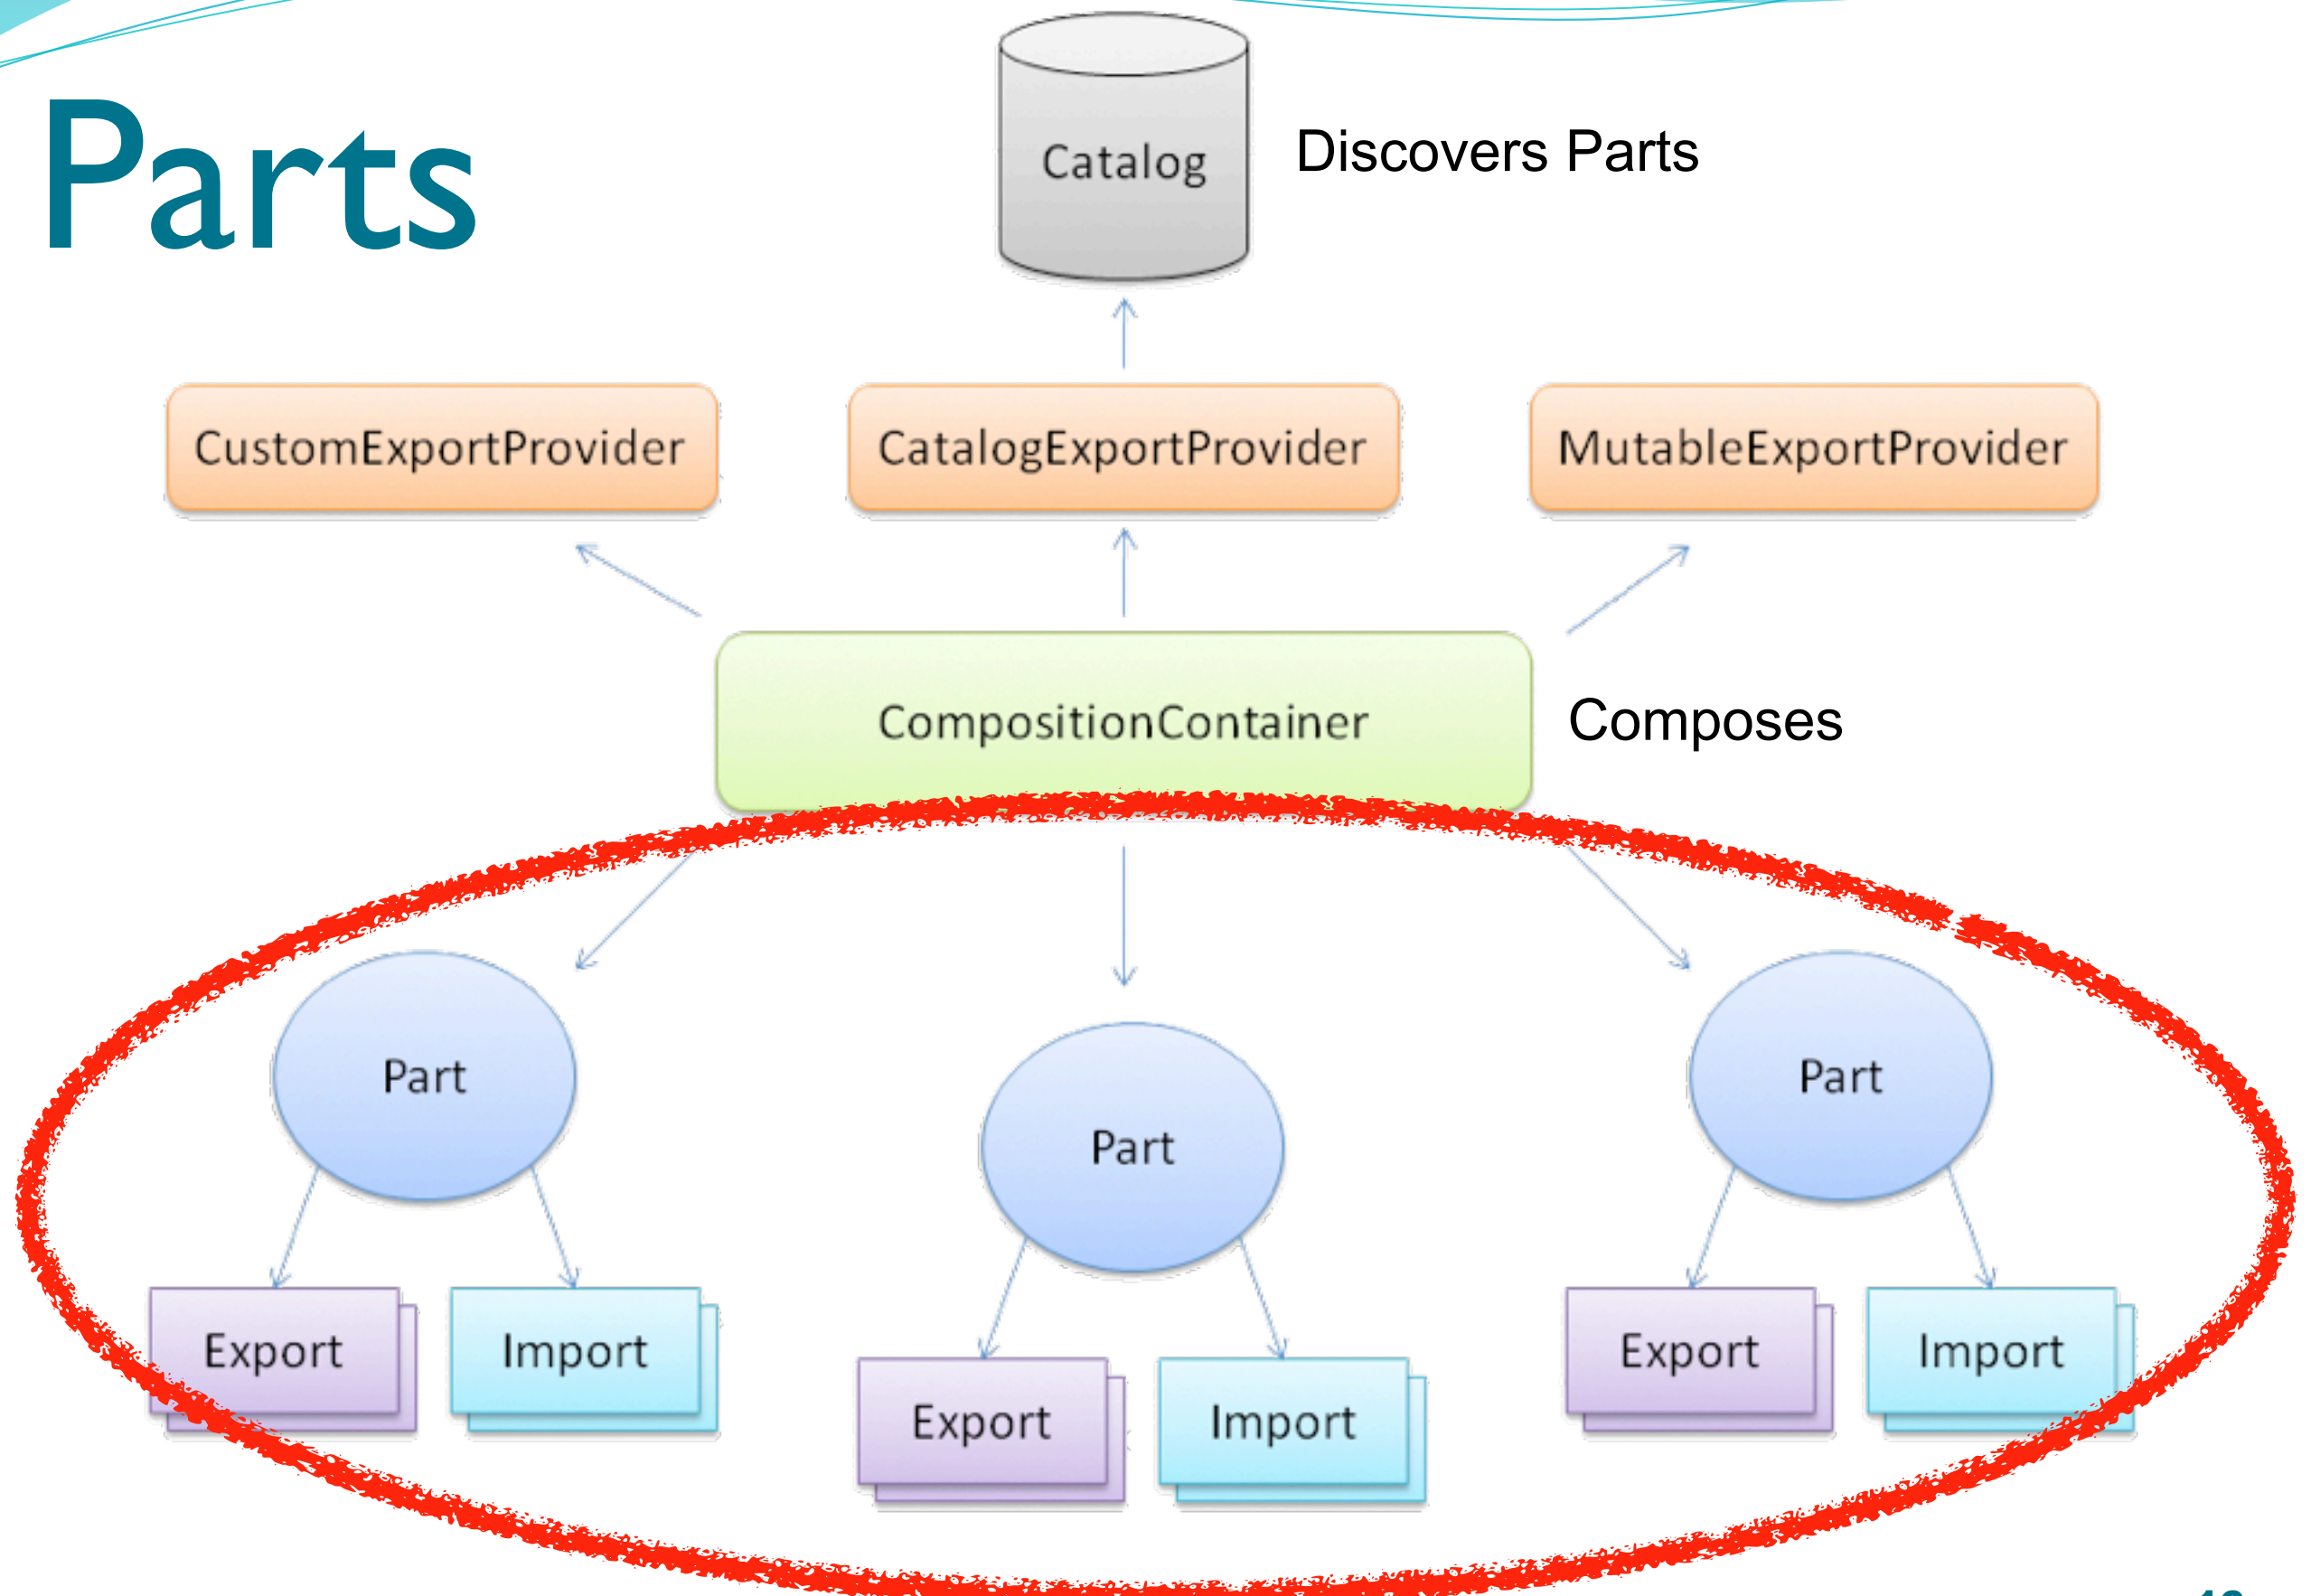 Parts
Catalog
Discovers Parts
CustomExportProvider
CatalogExportProvider
MutableExportProvider
CompositionContainer
Composes
Part
Part
Part
Export
Import
Export
Import
Export
Import